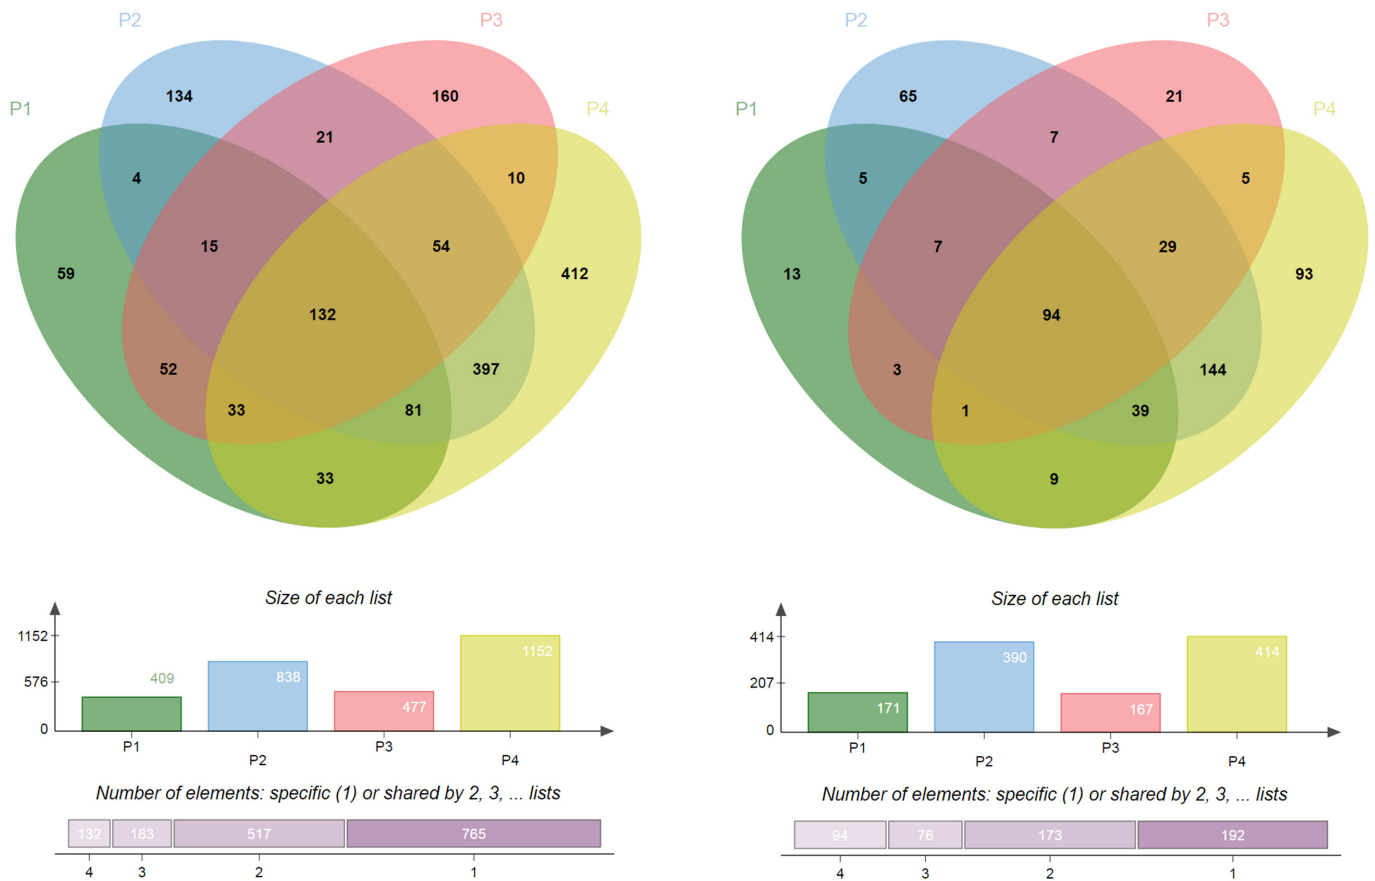 P2
P3
P1
P4
134
160
21
4
10
15
54
59
412
132
52
397
33
81
33
Size of each list
1152
576
0
409
838
477
1152
P1
P2
P3
P4
Number of elements: specific (1) or shared by 2, 3, ... lists
132 183 517 765
4 3 2 1
P2
P3
P1
P4
65
21
7
5
5
7
29
13
93
94
3
144
1
39
9
Size of each list
414
207
0
171
390
167
414
P1
P2
P3
P4
Number of elements: specific (1) or shared by 2, 3, ... lists
94 76 173 192
4 3 2 1